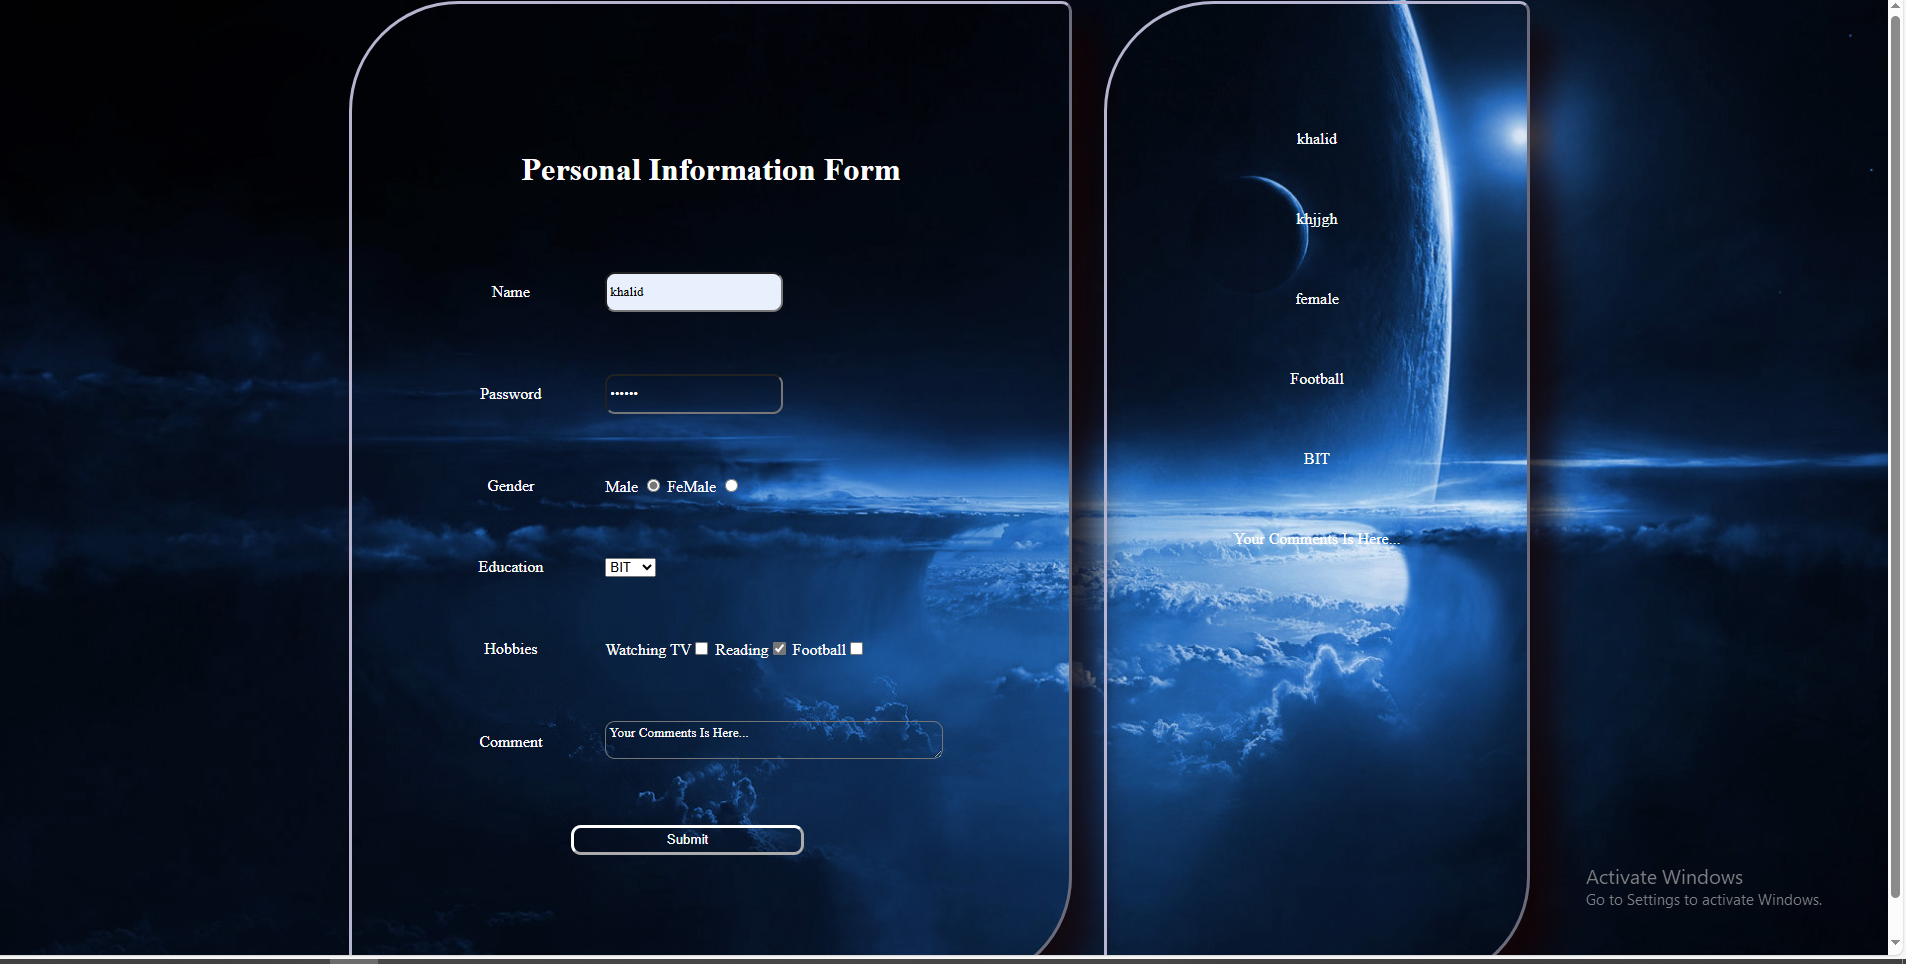 Personal Information Form
Name
khalid
Password
••••••
Gender
Male FeMale
Education
BIT
Hobbies
Watching TV Reading Football
Comment
Your Comments Is Here...
Submit
khalid
khjjgh
female
Football
BIT
Your Comments Is Here...
Activate Windows
Go to Settings to activate Windows.